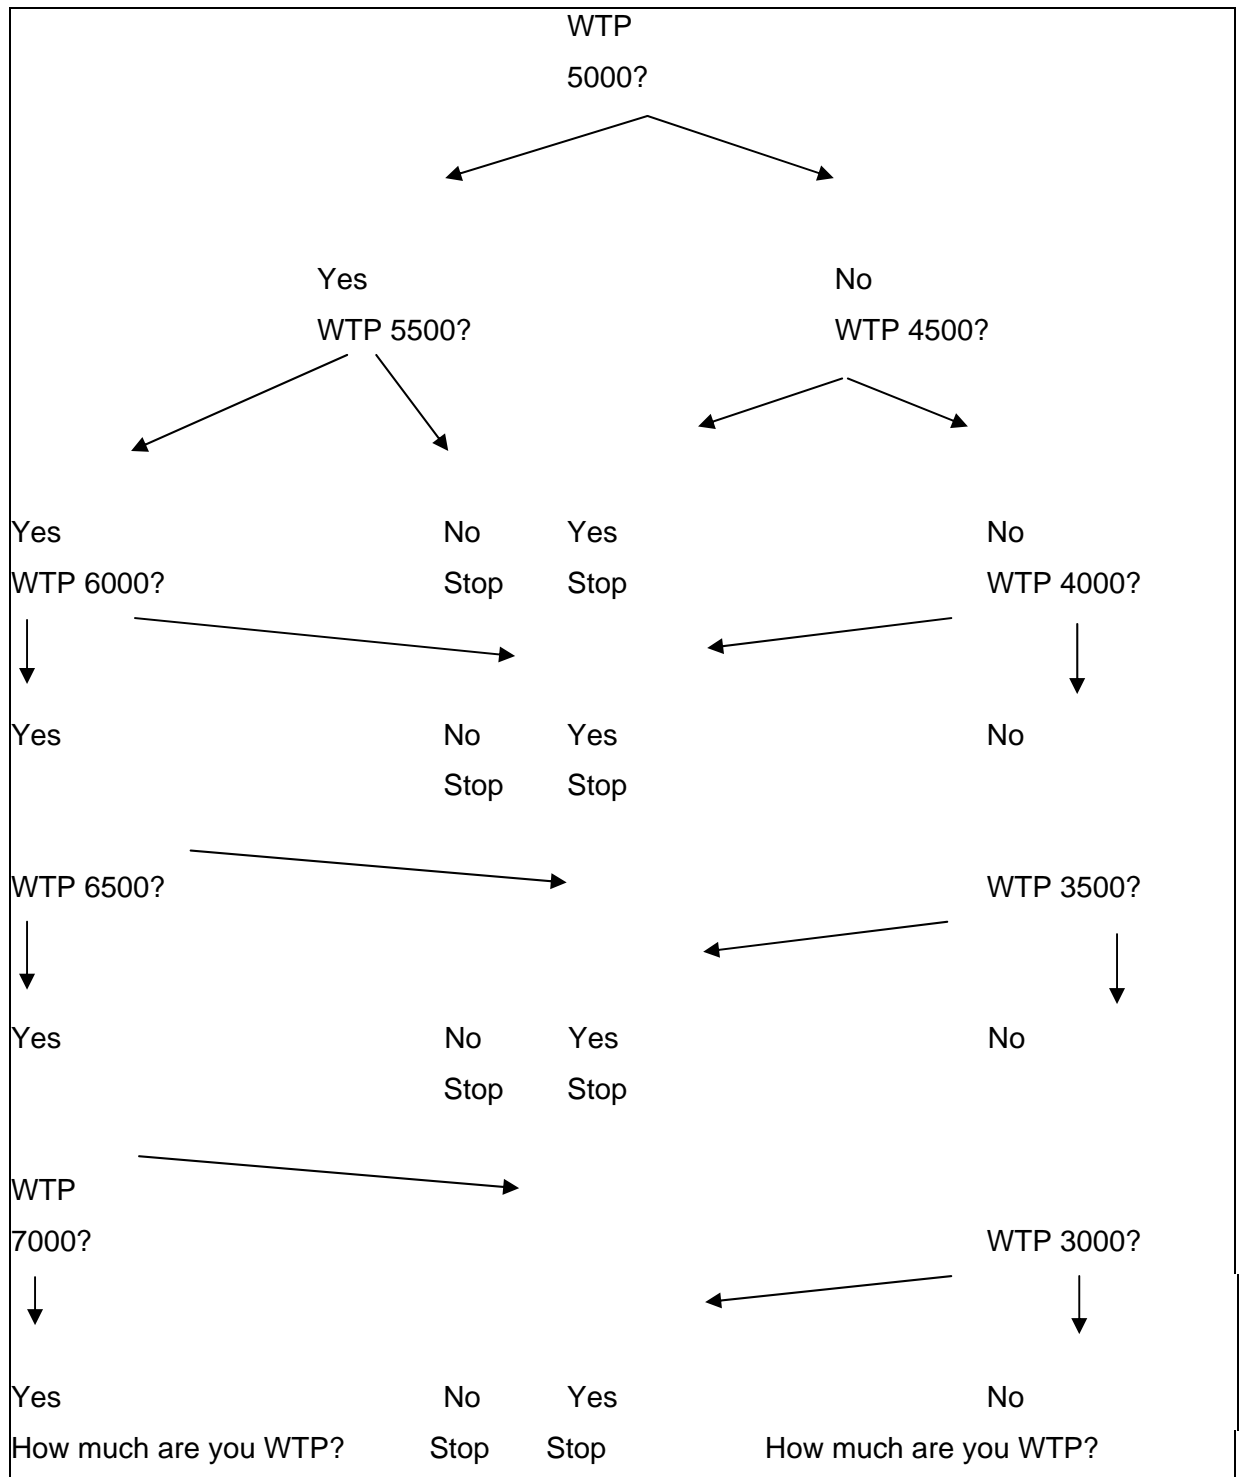 WTP
5000?
Yes No
WTP 5500? WTP 4500?
Yes No Yes No
WTP 6000? Stop Stop WTP 4000?
Yes No Yes No
Stop Stop
WTP 6500? WTP 3500?
Yes No Yes No
Stop Stop
WTP
7000? WTP 3000?
Yes No Yes No
How much are you WTP? Stop Stop How much are you WTP?